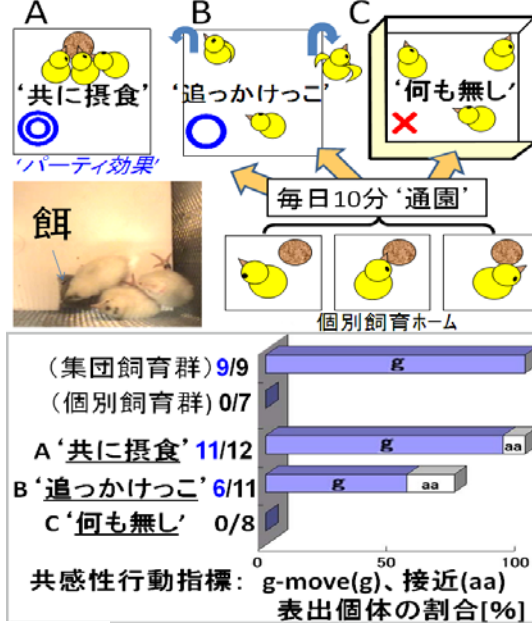 A
B
C
‘共に摂食’
‘追っかけっこ’
‘何も無し’
‘パーティ効果’
毎日10分 ‘通園’
餌
個別飼育ホーム
(集団飼育群) 9/9
g
(個別飼育群) 0/7
A ‘共に摂食’ 11/12
g
aa
B ‘追っかけっこ’ 6/11
g
aa
C ‘何も無し’ 0/8
0
50
100
共感性行動指標: g-move(g)、接近(aa)
表出個体の割合[%]